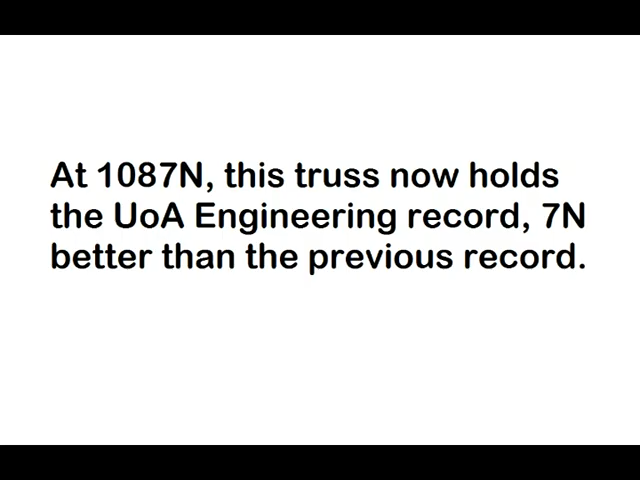 At 1087N, this truss now holds
the UoA Engineering record, 7N
better than the previous record.